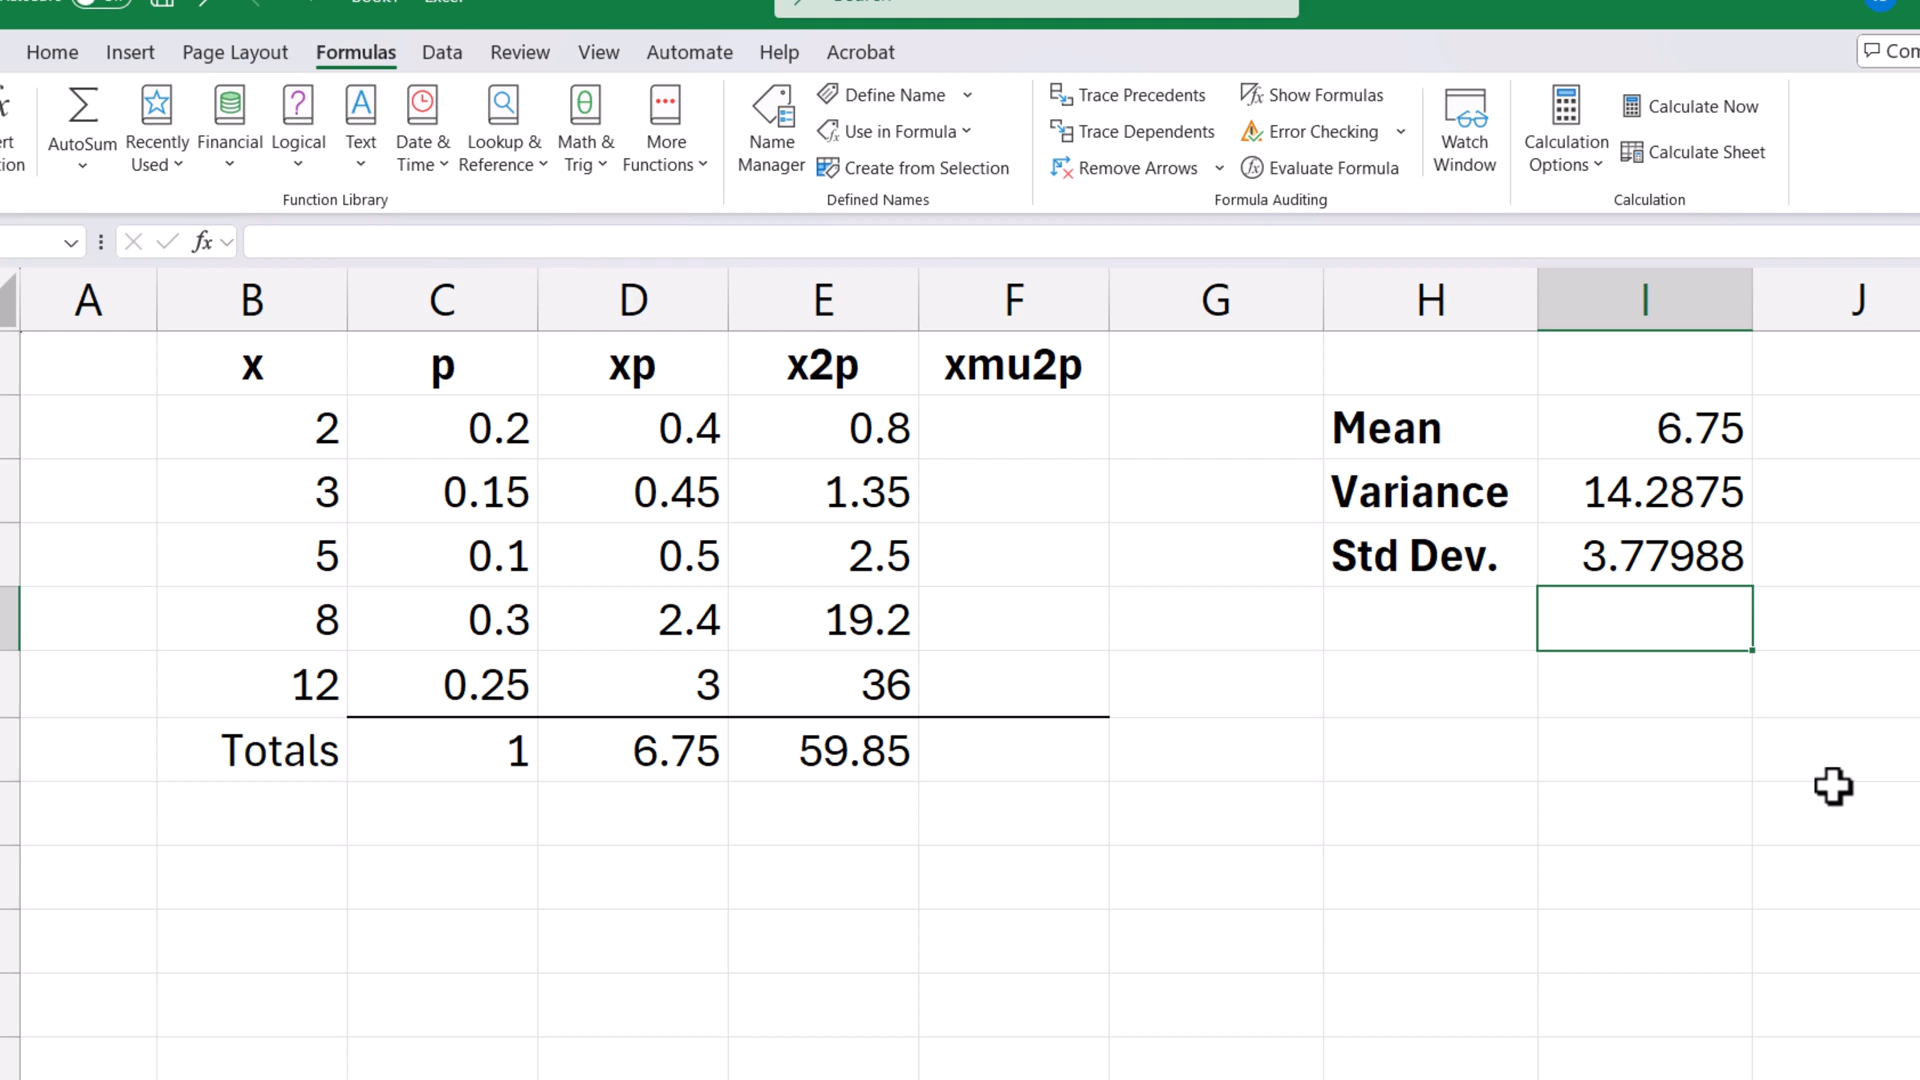 Home Insert Page Layout Formulas Data Review View Automate Help Acrobat
AutoSum Recently Used Financial Logical Text Date & Time Lookup & Reference Math & Trig More Functions
Function Library
Name Manager
Define Name
Use in Formula
Create from Selection
Defined Names
Trace Precedents
Trace Dependents
Remove Arrows
Show Formulas
Error Checking
Evaluate Formula
Formula Auditing
Watch Window
Calculation Options
Calculate Now
Calculate Sheet
Calculation
fx
A B C D E F G H I J
x p xp x2p xmu2p
2 0.2 0.4 0.8 Mean 6.75
3 0.15 0.45 1.35 Variance 14.2875
5 0.1 0.5 2.5 Std Dev. 3.77988
8 0.3 2.4 19.2
12 0.25 3 36
Totals 1 6.75 59.85